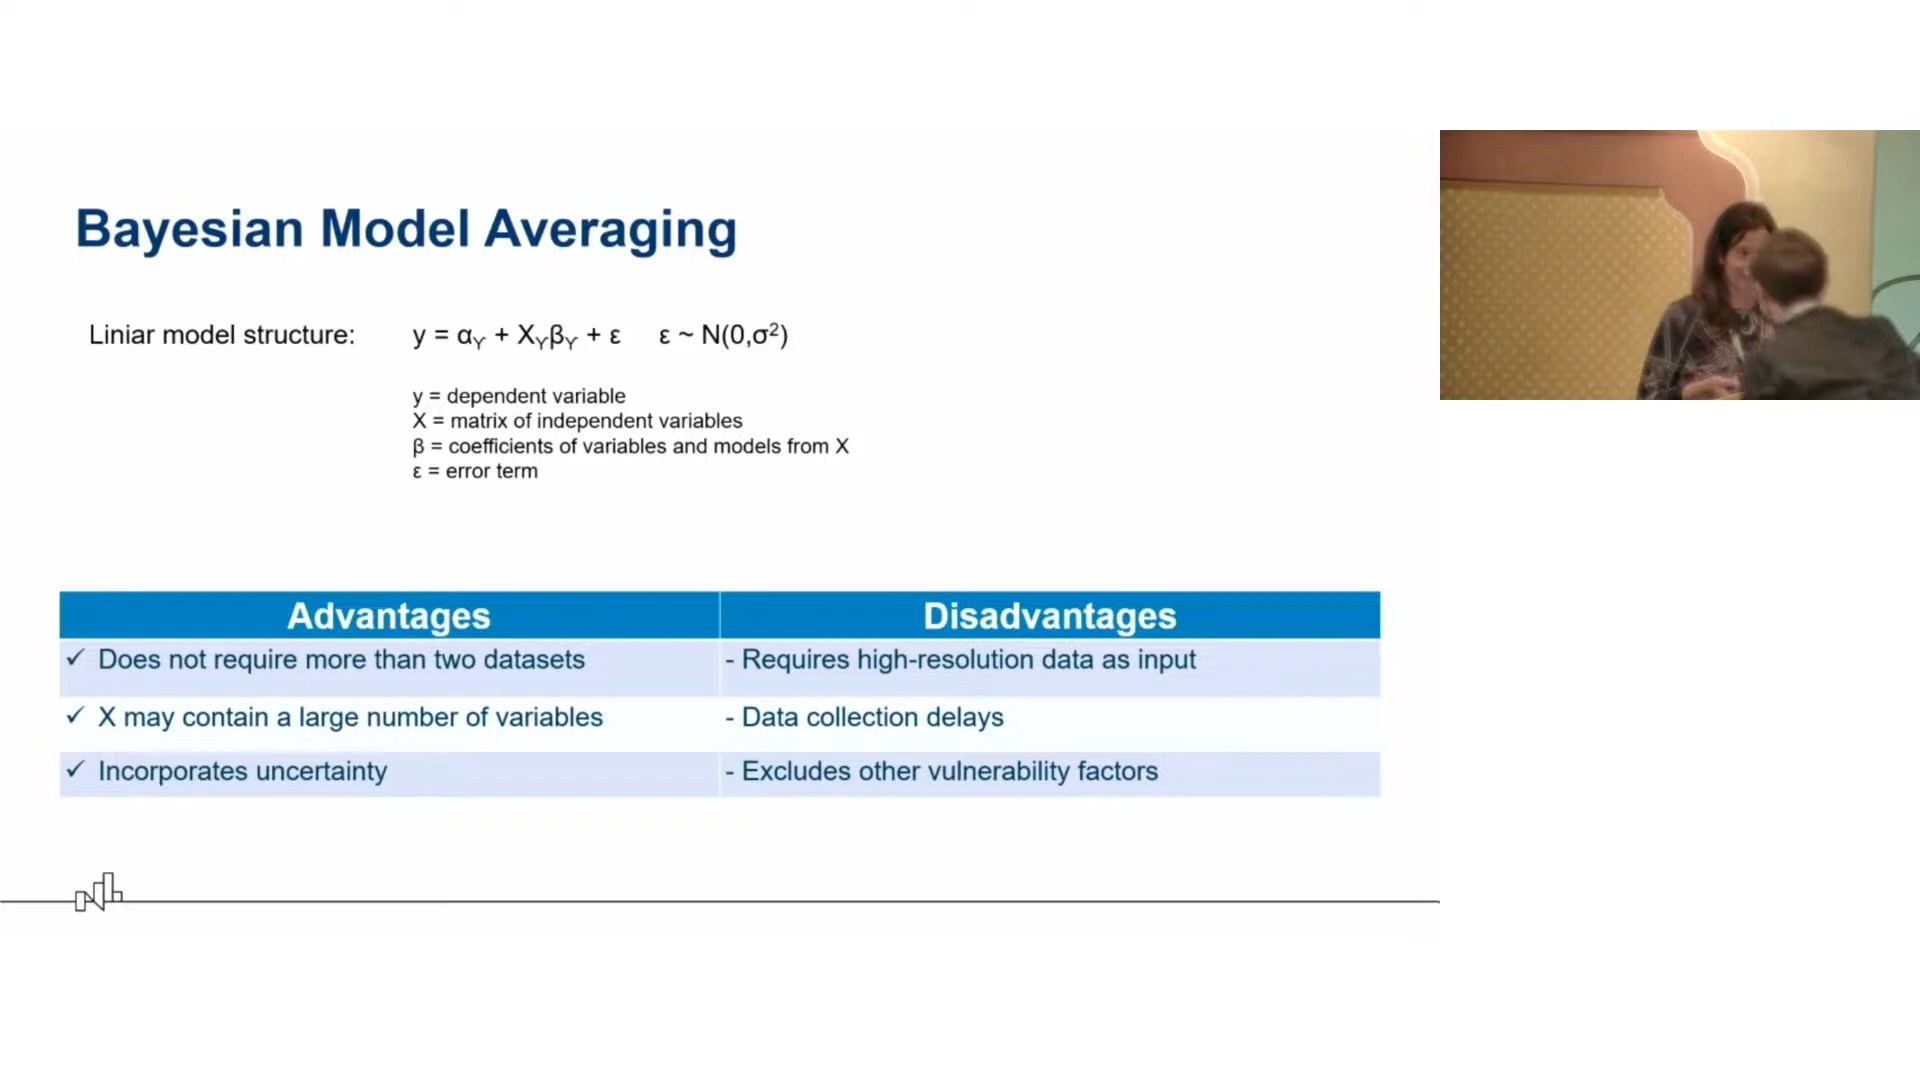 Bayesian Model Averaging
Liniar model structure: y = αᵧ + Xᵧβᵧ + ε ε ~ N(0,σ²)
y = dependent variable
X = matrix of independent variables
β = coefficients of variables and models from X
ε = error term
Advantages Disadvantages
✓ Does not require more than two datasets - Requires high-resolution data as input
✓ X may contain a large number of variables - Data collection delays
✓ Incorporates uncertainty - Excludes other vulnerability factors